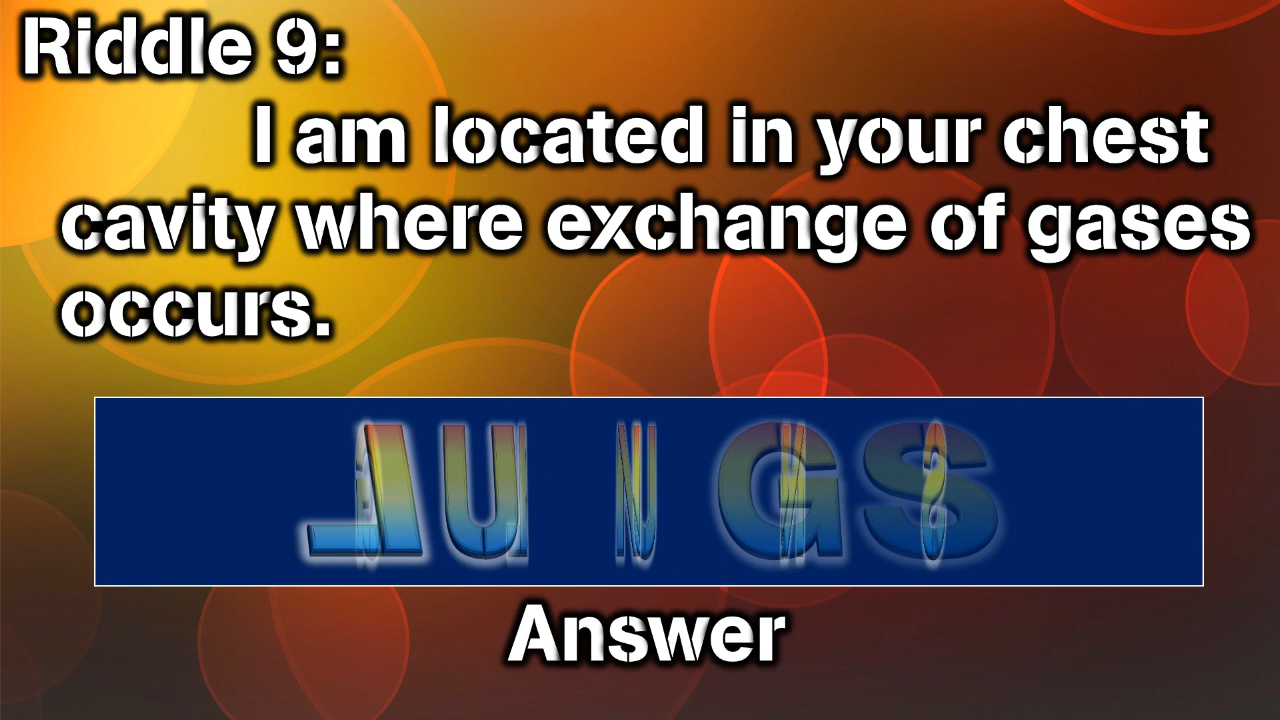 Riddle 9:
I am located in your chest
cavity where exchange of gases
occurs.
LUNGS
Answer